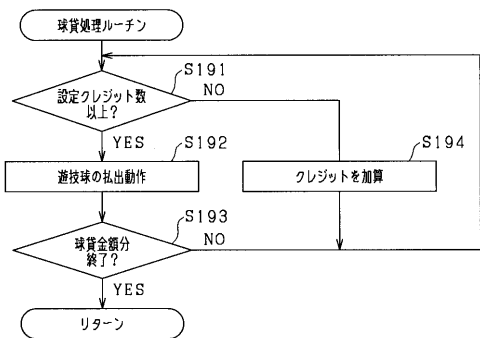 球貸処理ルーチン
S191
設定クレジット数
以上?
NO
YES
S192
遊技球の払出動作
S194
クレジットを加算
S193
球貸金額分
終了?
NO
YES
リターン